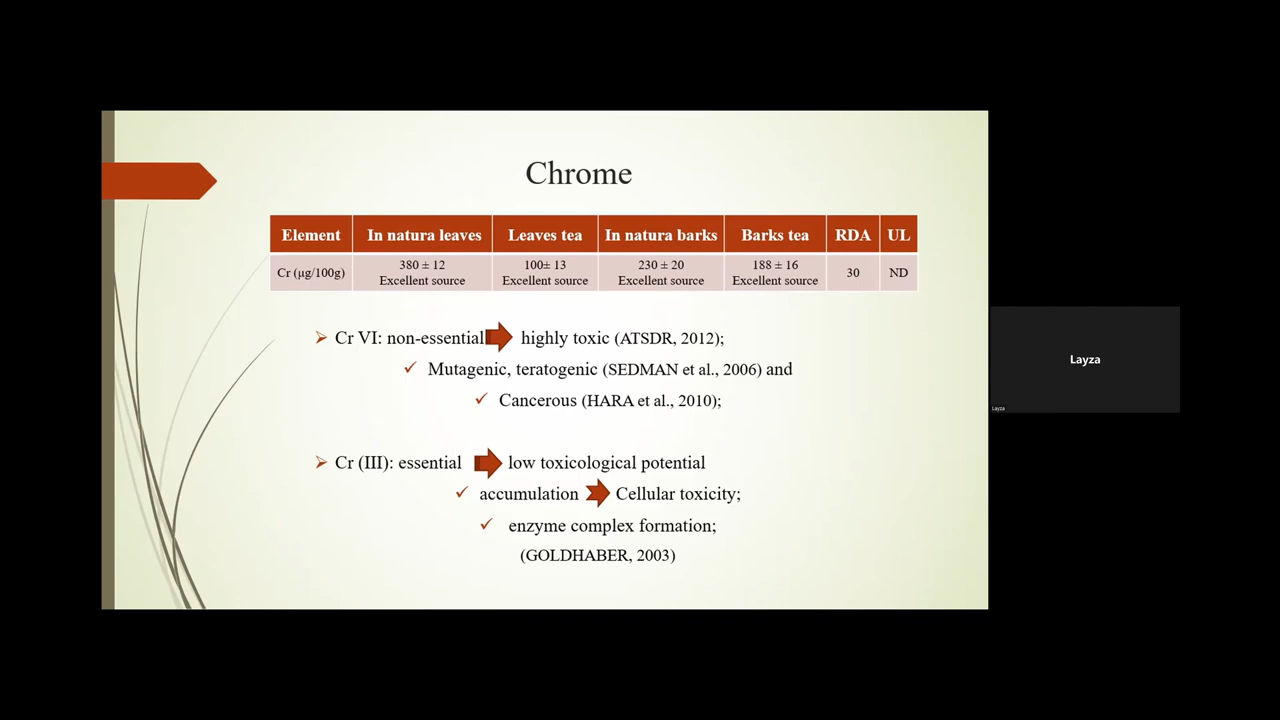 Chrome
Element In natura leaves Leaves tea In natura barks Barks tea RDA UL
Cr (μg/100g) 380 ± 12 Excellent source 100± 13 Excellent source 230 ± 20 Excellent source 188 ± 16 Excellent source 30 ND
Cr VI: non-essential highly toxic (ATSDR, 2012);
Mutagenic, teratogenic (SEDMAN et al., 2006) and
Cancerous (HARA et al., 2010);
Cr (III): essential low toxicological potential
accumulation Cellular toxicity;
enzyme complex formation;
(GOLDHABER, 2003)
Layza
Layza